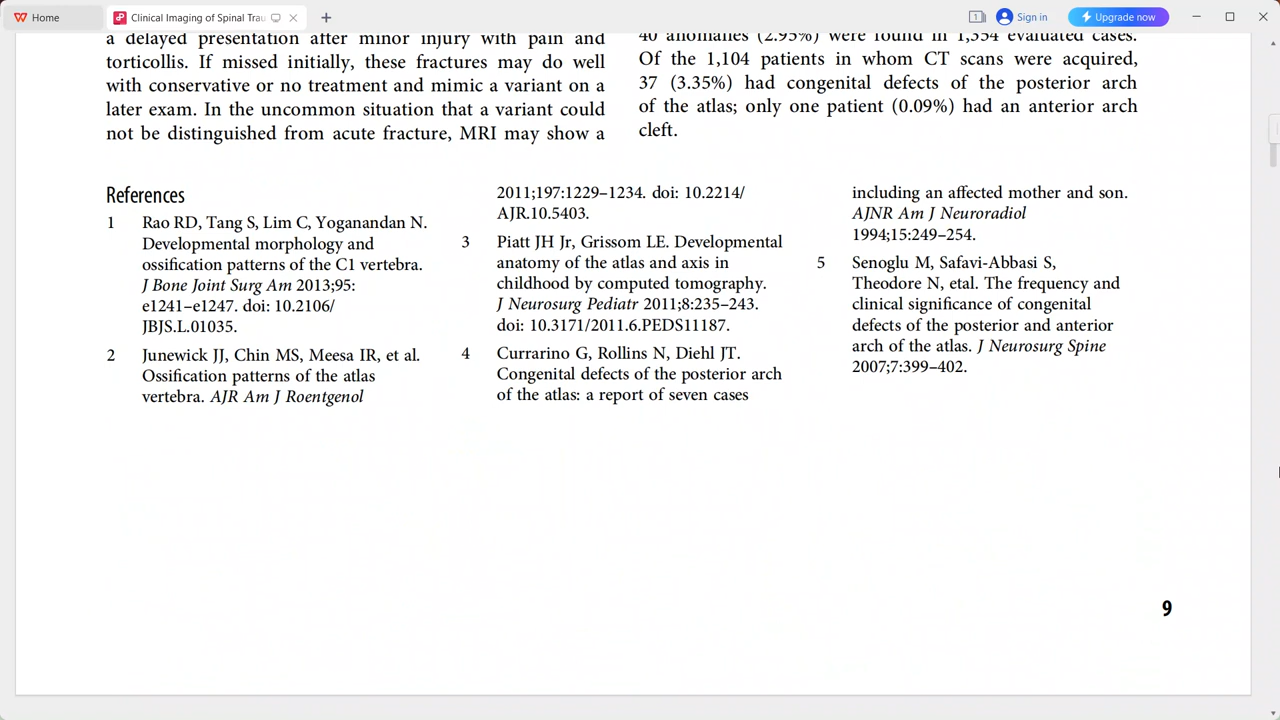 Home
Clinical Imaging of Spinal Trau
1
Sign in
Upgrade now
a delayed presentation after minor injury with pain and
torticollis. If missed initially, these fractures may do well
with conservative or no treatment and mimic a variant on a
later exam. In the uncommon situation that a variant could
not be distinguished from acute fracture, MRI may show a
40 anomalies (2.95%) were found in 1,354 evaluated cases.
Of the 1,104 patients in whom CT scans were acquired,
37 (3.35%) had congenital defects of the posterior arch
of the atlas; only one patient (0.09%) had an anterior arch
cleft.
References
1 Rao RD, Tang S, Lim C, Yoganandan N.
Developmental morphology and
ossification patterns of the C1 vertebra.
J Bone Joint Surg Am 2013;95:
e1241–e1247. doi: 10.2106/
JBJS.L.01035.
2 Junewick JJ, Chin MS, Meesa IR, et al.
Ossification patterns of the atlas
vertebra. AJR Am J Roentgenol
2011;197:1229–1234. doi: 10.2214/
AJR.10.5403.
3 Piatt JH Jr, Grissom LE. Developmental
anatomy of the atlas and axis in
childhood by computed tomography.
J Neurosurg Pediatr 2011;8:235–243.
doi: 10.3171/2011.6.PEDS11187.
4 Currarino G, Rollins N, Diehl JT.
Congenital defects of the posterior arch
of the atlas: a report of seven cases
including an affected mother and son.
AJNR Am J Neuroradiol
1994;15:249–254.
5 Senoglu M, Safavi-Abbasi S,
Theodore N, etal. The frequency and
clinical significance of congenital
defects of the posterior and anterior
arch of the atlas. J Neurosurg Spine
2007;7:399–402.
9